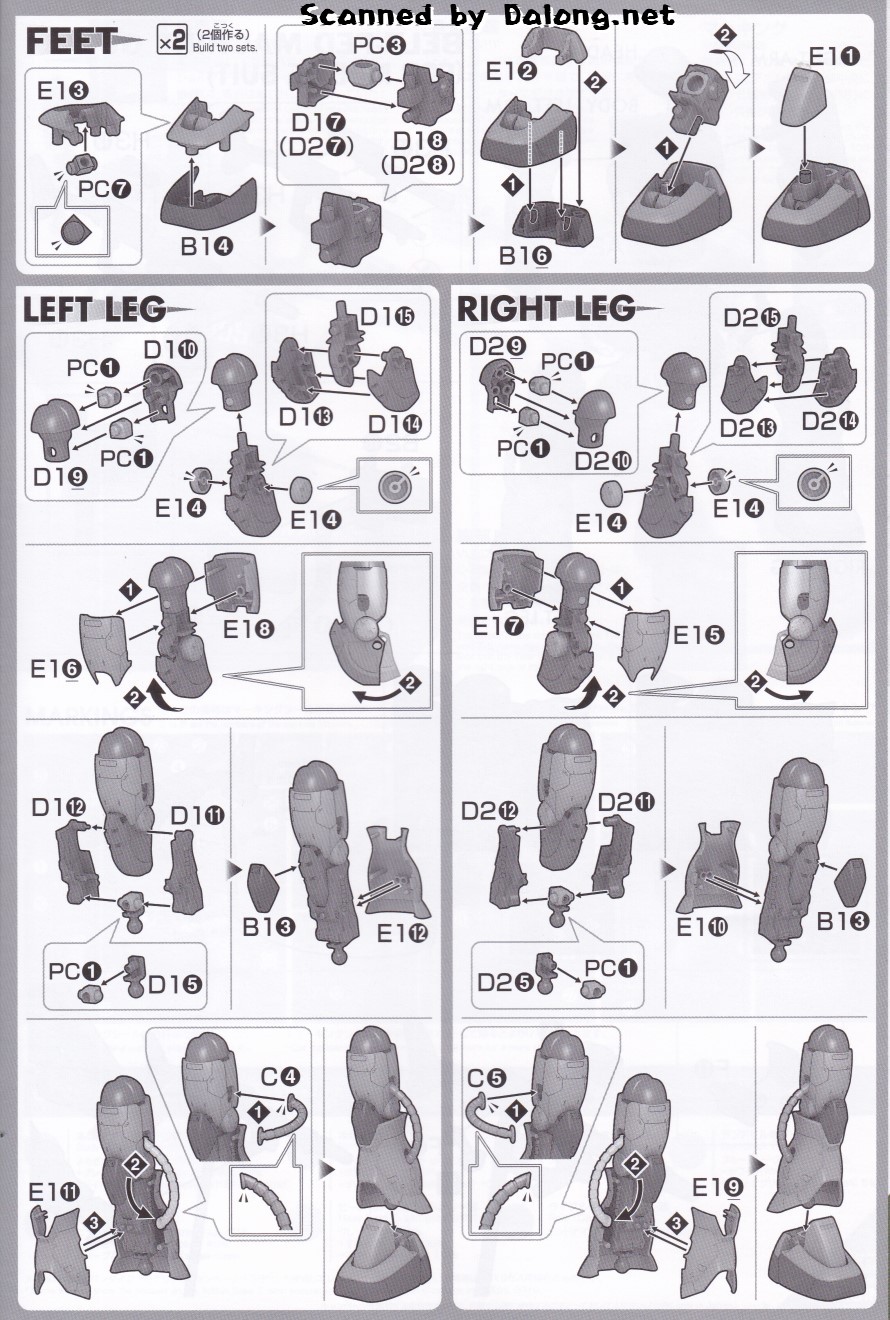 Scanned by Dalong.net
FEET
×2
こつく
(2個作る)
Build two sets.
E1❸
PC❼
B1❹
PC❸
D1❼
(D2❼)
D1❽
(D2❽)
E1❷
❷
❶
B1❻
❷
❶
E1❶
LEFT LEG
D1❿
PC❶
PC❶
D1❾
D1⓯
D1⓭
D1⓮
E1❹
E1❹
❶
E1❽
E1❻
❷
❷
D1⓬
D1⓫
PC❶
D1❺
B1❸
E1⓬
C❹
❶
❷
E1⓫
❸
RIGHT LEG
D2❾
PC❶
PC❶
D2❿
D2⓯
D2⓭
D2⓮
E1❹
E1❹
E1❼
❶
E1❺
❷
❷
D2⓬
D2⓫
D2❺
PC❶
E1❿
B1❸
C❺
❶
❷
E1❾
❸